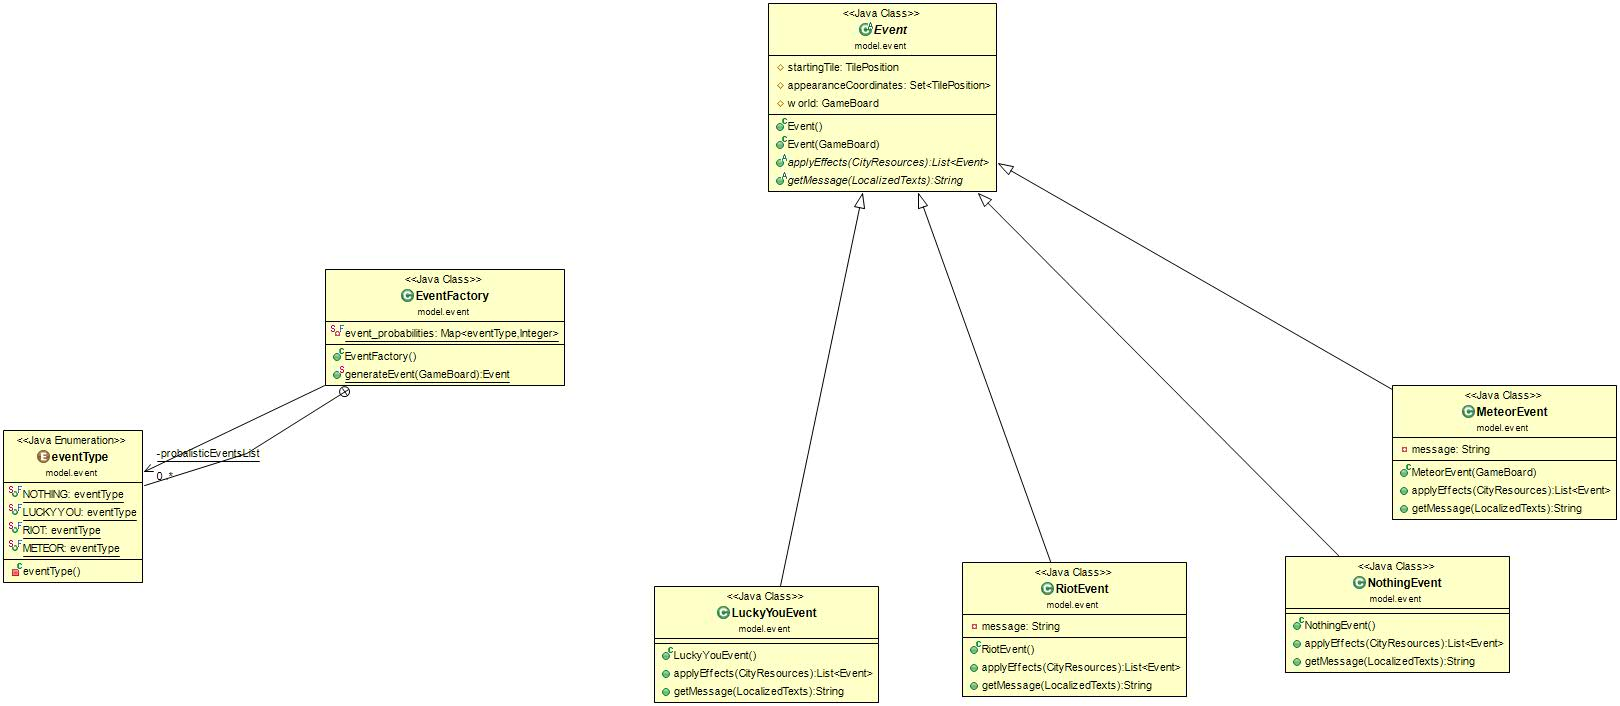 <<Java Class>>
Event
model.event
startingTile: TilePosition
appearanceCoordinates: Set<TilePosition>
world: GameBoard
Event()
Event(GameBoard)
applyEffects(CityResources):List<Event>
getMessage(LocalizedTexts):String
<<Java Class>>
EventFactory
model.event
event_probabilities: Map<eventType,Integer>
EventFactory()
generateEvent(GameBoard):Event
-probalisticEventsList
0..*
<<Java Enumeration>>
eventType
model.event
NOTHING: eventType
LUCKYYOU: eventType
RIOT: eventType
METEOR: eventType
eventType()
<<Java Class>>
LuckyYouEvent
model.event
LuckyYouEvent()
applyEffects(CityResources):List<Event>
getMessage(LocalizedTexts):String
<<Java Class>>
RiotEvent
model.event
message: String
RiotEvent()
applyEffects(CityResources):List<Event>
getMessage(LocalizedTexts):String
<<Java Class>>
NothingEvent
model.event
NothingEvent()
applyEffects(CityResources):List<Event>
getMessage(LocalizedTexts):String
<<Java Class>>
MeteorEvent
model.event
message: String
MeteorEvent(GameBoard)
applyEffects(CityResources):List<Event>
getMessage(LocalizedTexts):String